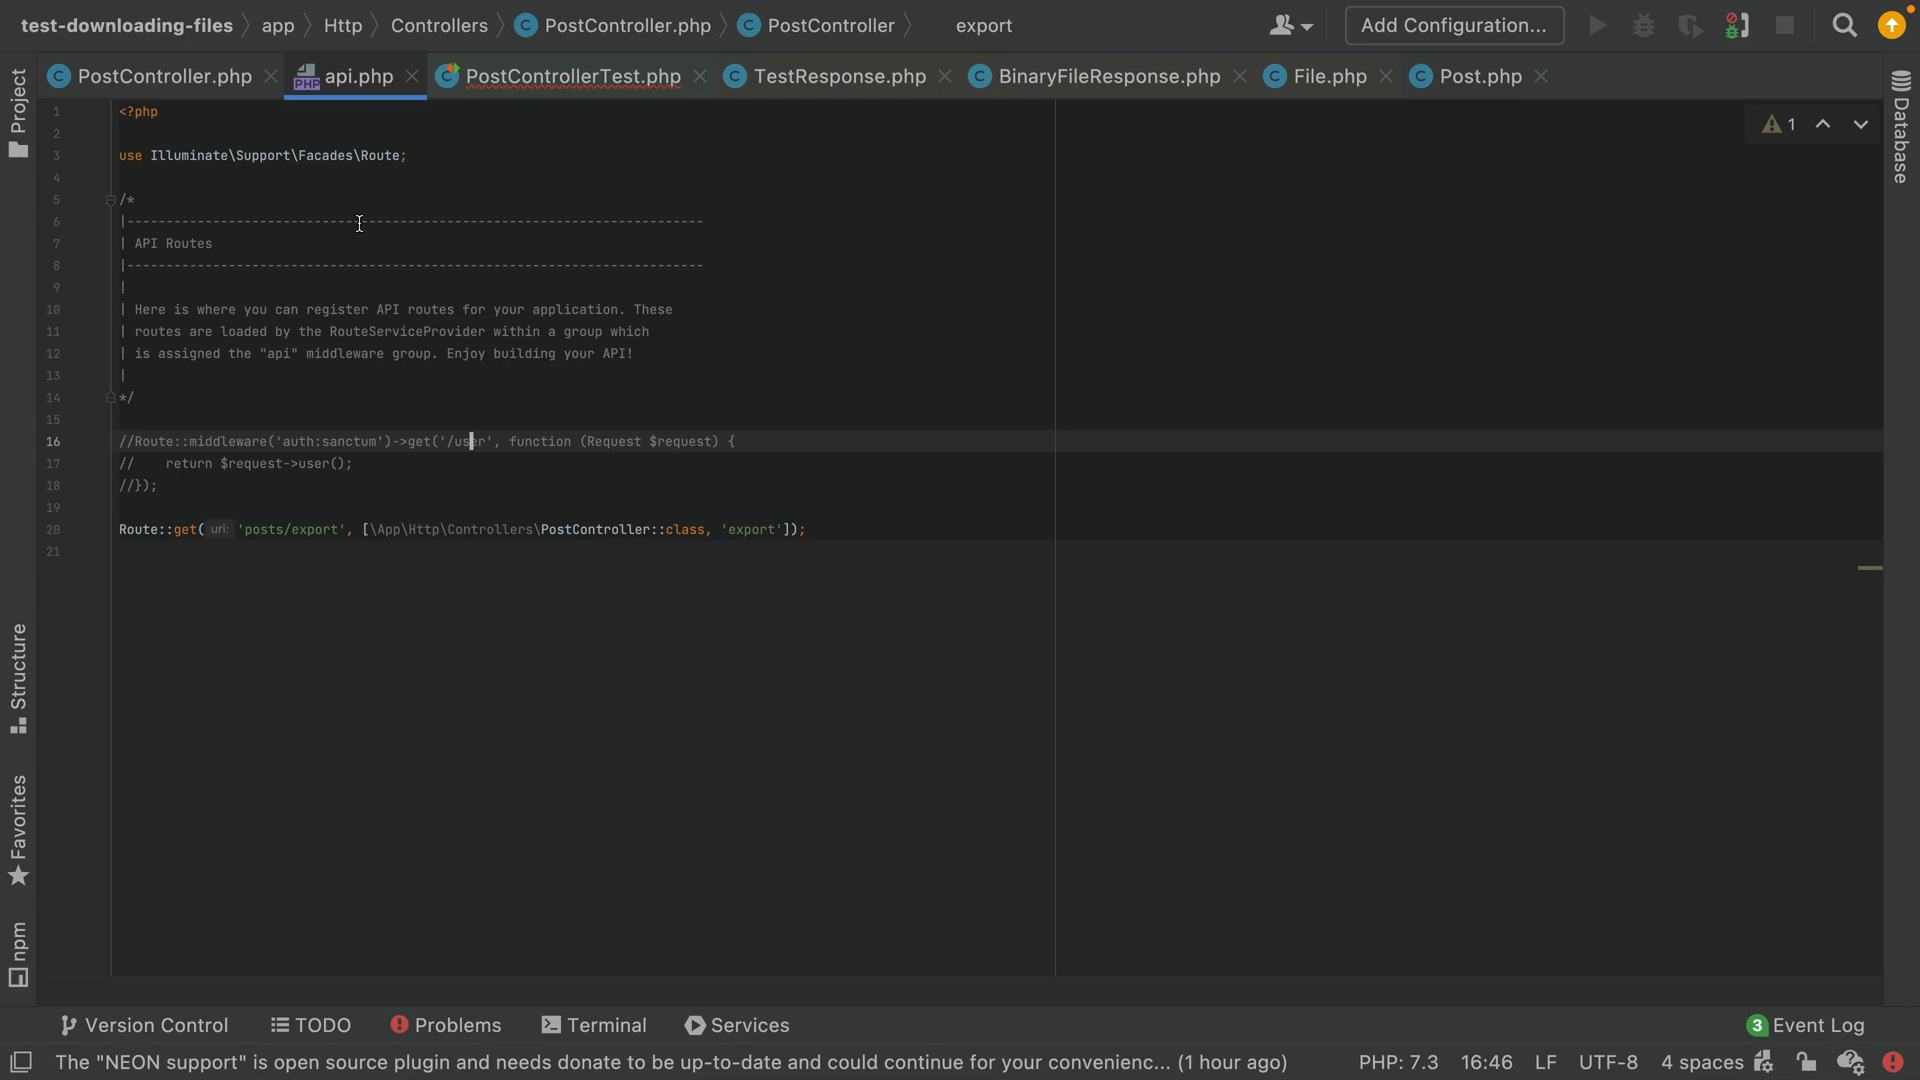 test-downloading-files app Http Controllers PostController.php PostController export Add Configuration...
PostController.php api.php PostControllerTest.php TestResponse.php BinaryFileResponse.php File.php Post.php
Project
Structure
Favorites
npm
Database
1
1 <?php
2
3 use Illuminate\Support\Facades\Route;
4
5 /*
6 |--------------------------------------------------------------------------
7 | API Routes
8 |--------------------------------------------------------------------------
9 |
10 | Here is where you can register API routes for your application. These
11 | routes are loaded by the RouteServiceProvider within a group which
12 | is assigned the "api" middleware group. Enjoy building your API!
13 |
14 */
15
16 //Route::middleware('auth:sanctum')->get('/user', function (Request $request) {
17 //    return $request->user();
18 //});
19
20 Route::get( uri: 'posts/export', [\App\Http\Controllers\PostController::class, 'export']);
21
Version Control TODO Problems Terminal Services 3 Event Log
The "NEON support" is open source plugin and needs donate to be up-to-date and could continue for your convenienc... (1 hour ago) PHP: 7.3 16:46 LF UTF-8 4 spaces